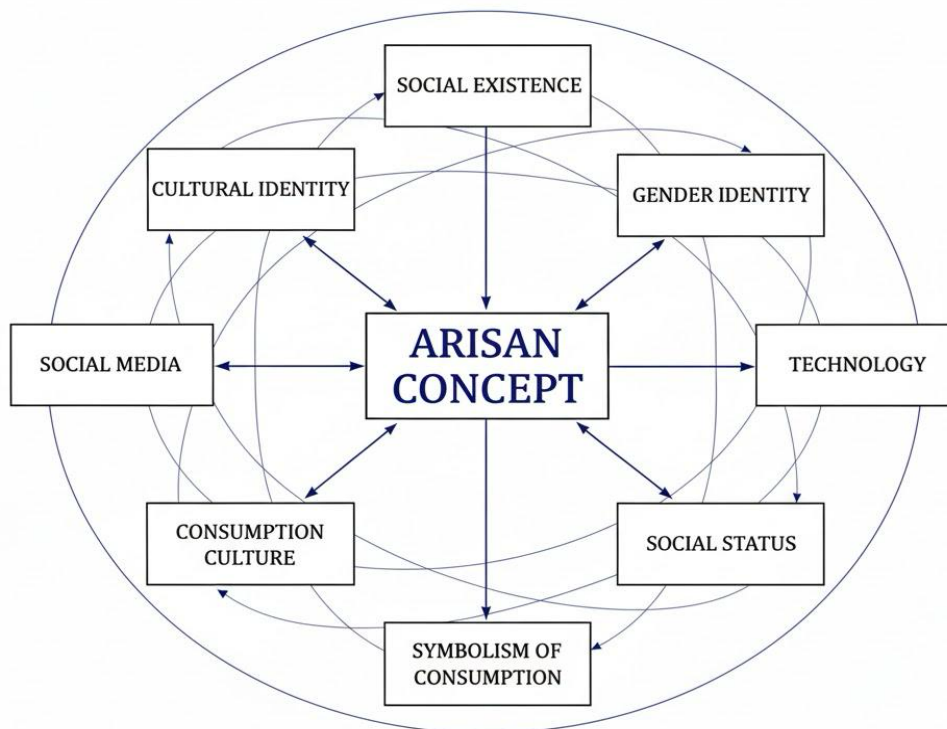 SOCIAL EXISTENCE
CULTURAL IDENTITY
GENDER IDENTITY
SOCIAL MEDIA
ARISAN
CONCEPT
TECHNOLOGY
CONSUMPTION
CULTURE
SOCIAL STATUS
SYMBOLISM OF
CONSUMPTION